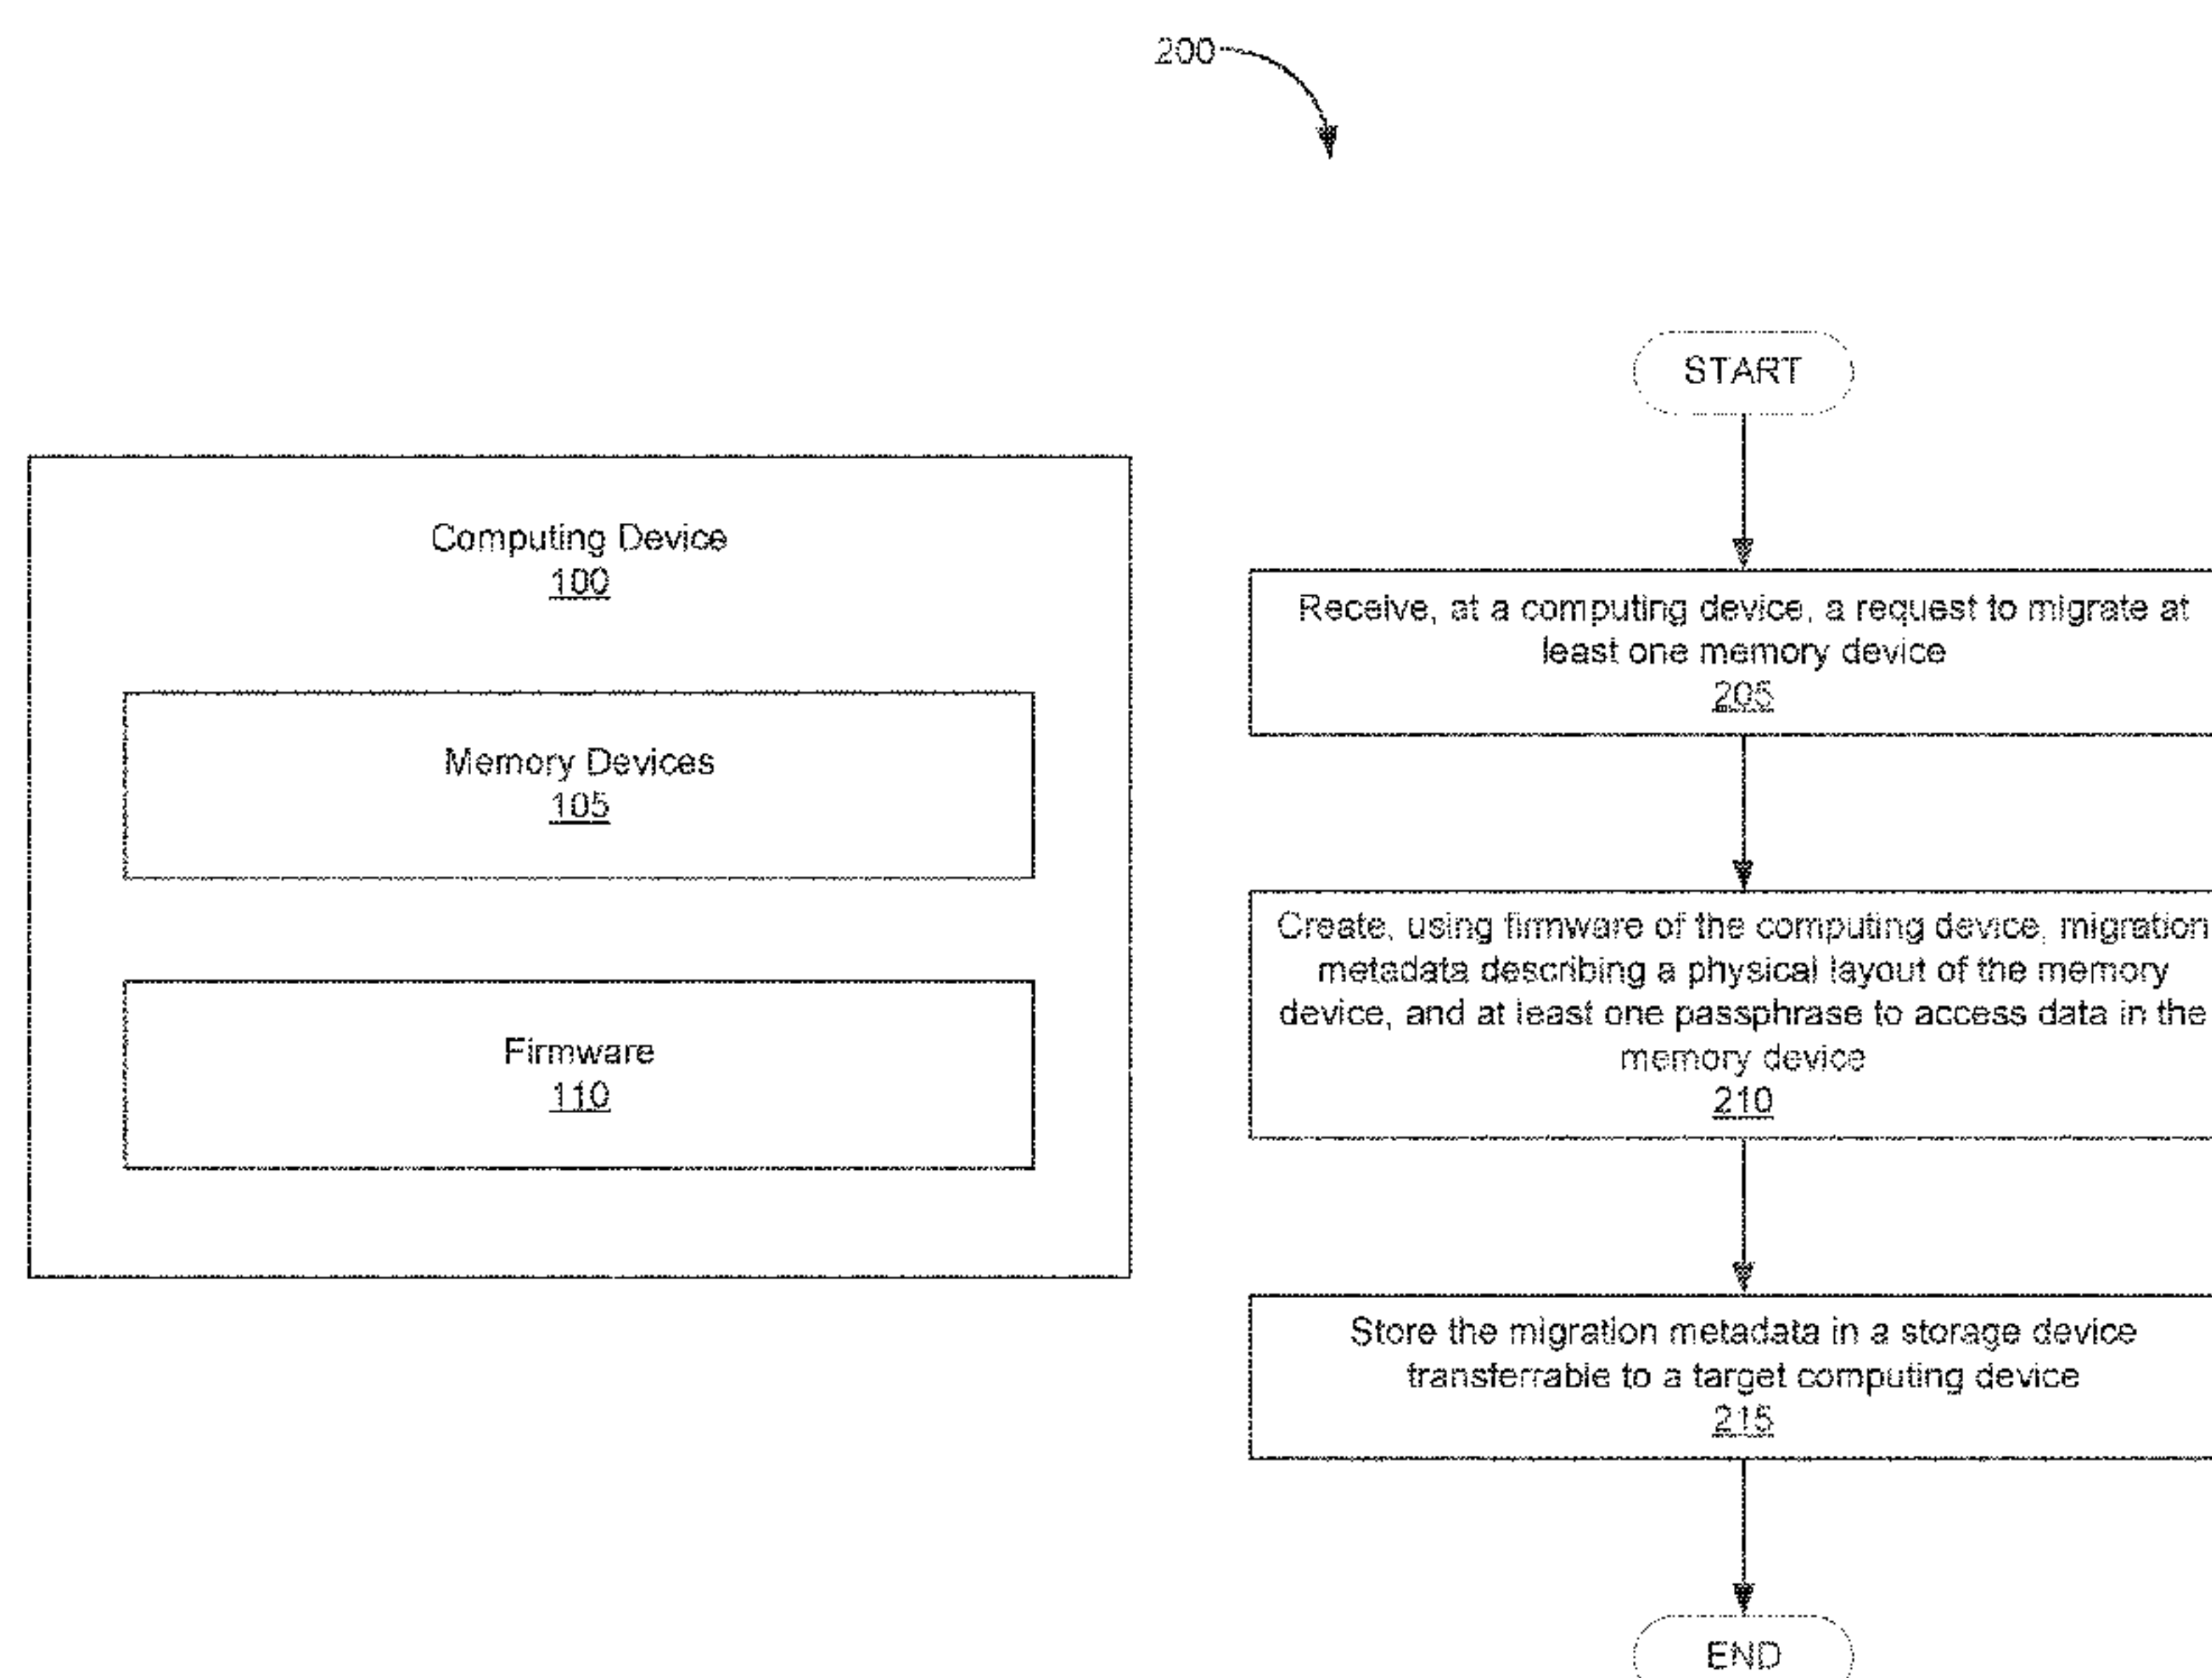 200
Computing Device
100
Memory Devices
105
Firmware
110
START
Receive, at a computing device, a request to migrate at
least one memory device
205
Create, using firmware of the computing device, migration
metadata describing a physical layout of the memory
device, and at least one passphrase to access data in the
memory device
210
Store the migration metadata in a storage device
transferrable to a target computing device
215
END